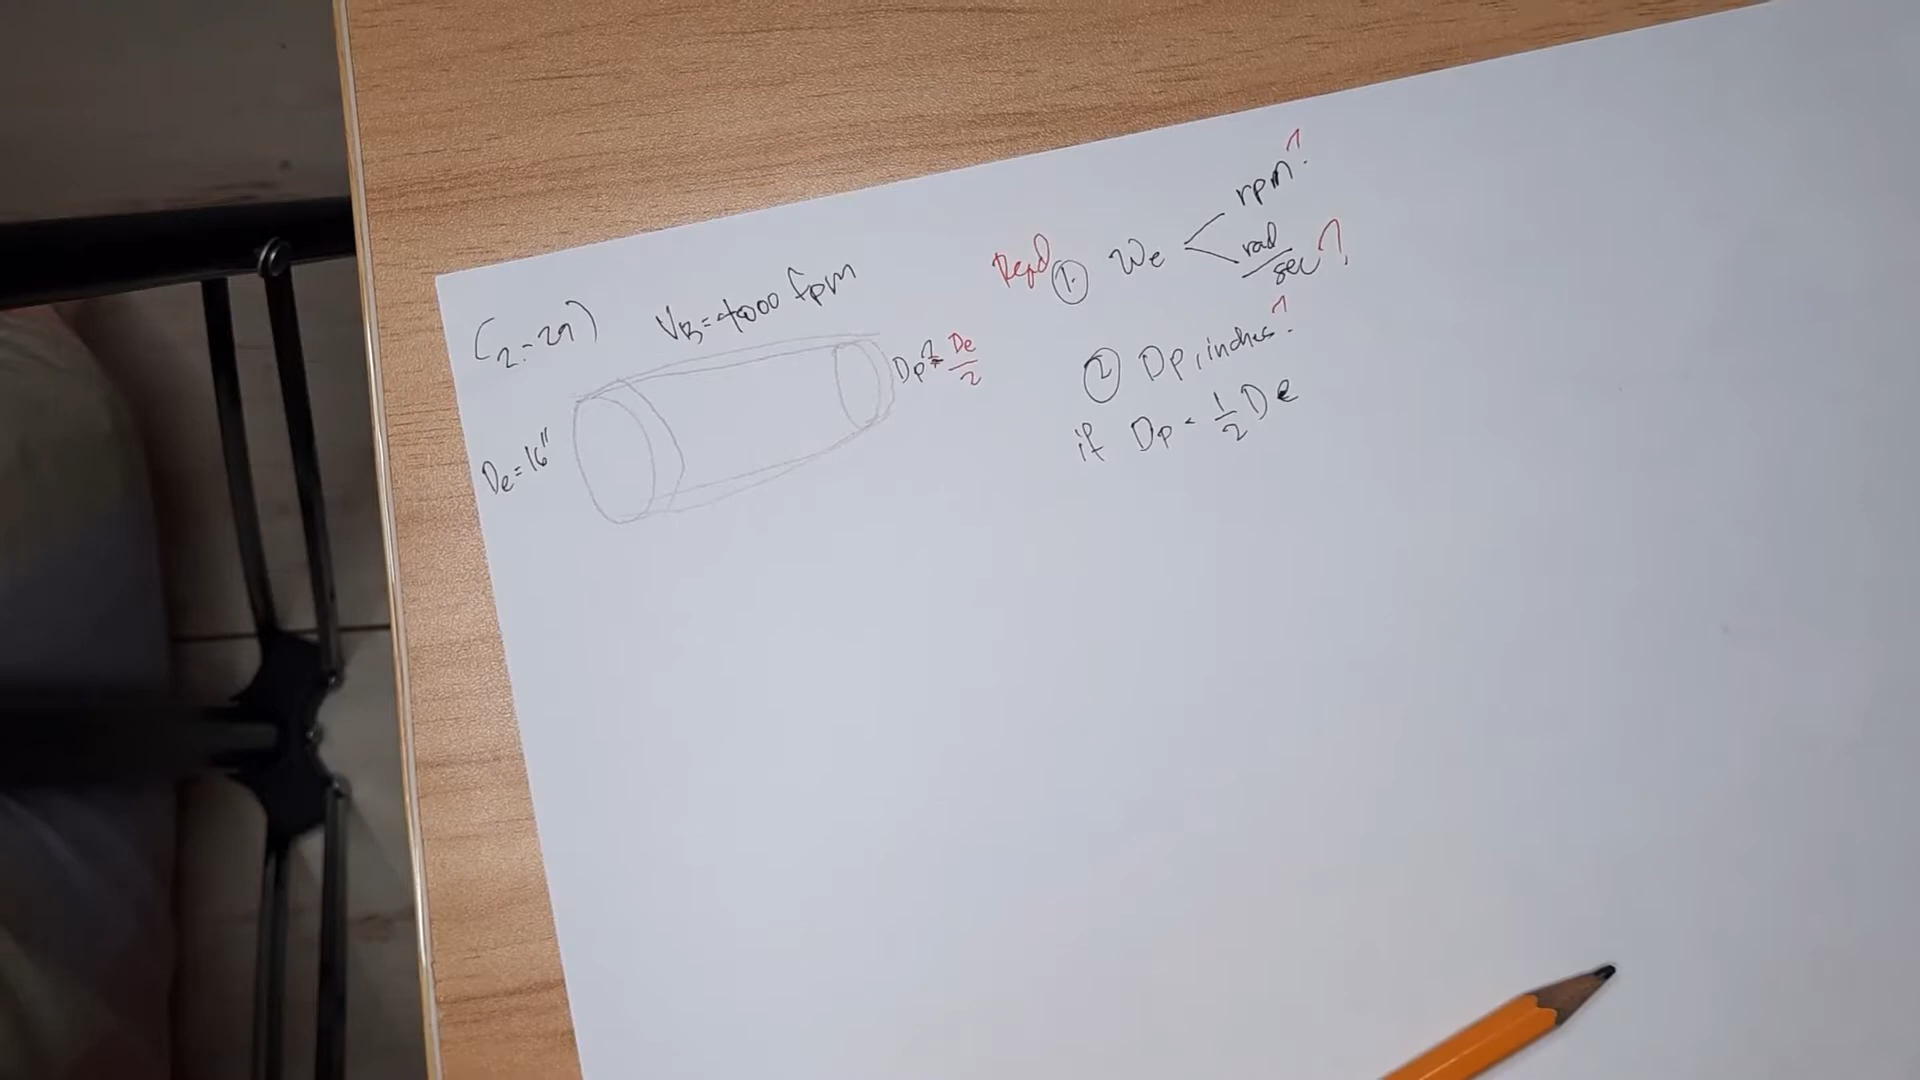 (2-29)
VB = 4000 fpm
De = 16"
Dp? = De/2
Reqd
1. We < rpm?
rad/sec?
2 Dp, inches?
if Dp = 1/2 De